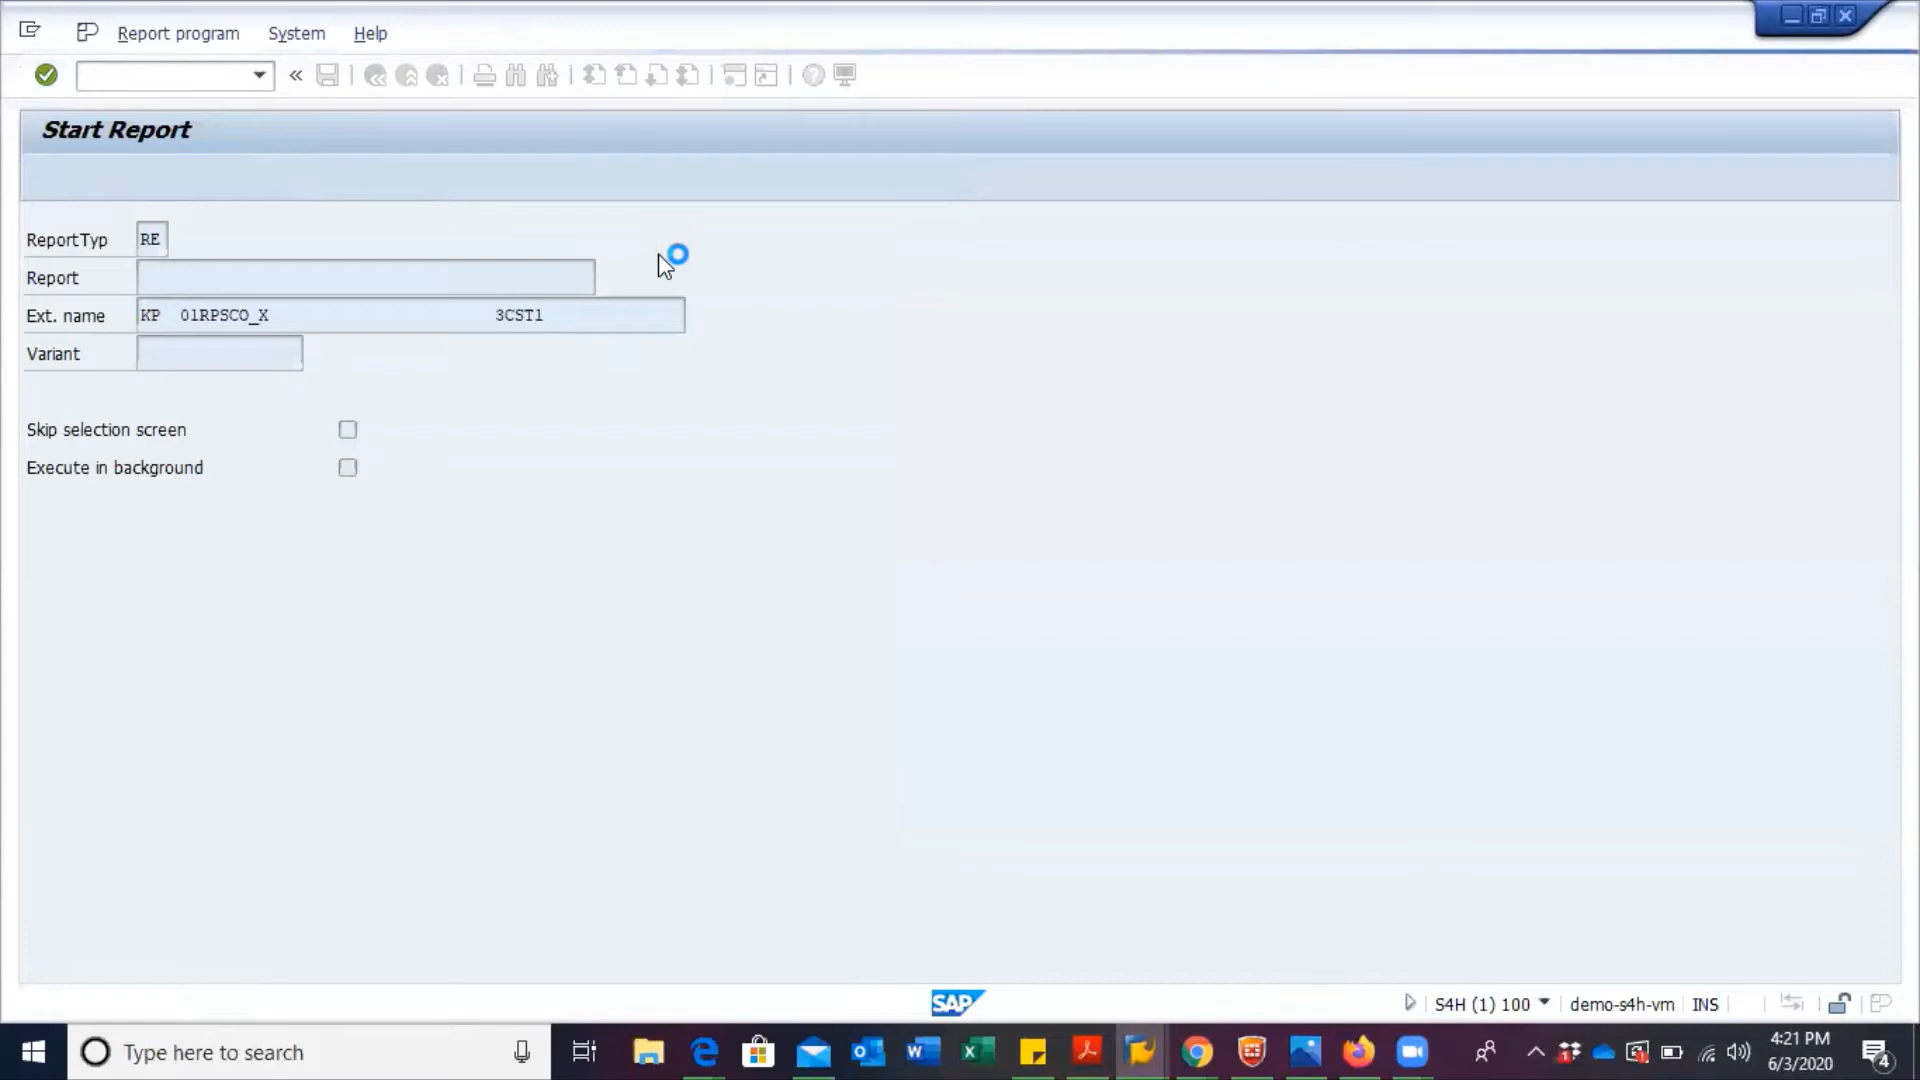 Report program System Help
Start Report
ReportTyp RE
Report
Ext. name KP 01RPSCO_X 3CST1
Variant
Skip selection screen
Execute in background
SAP
S4H (1) 100 demo-s4h-vm INS
Type here to search
4:21 PM
6/3/2020
4